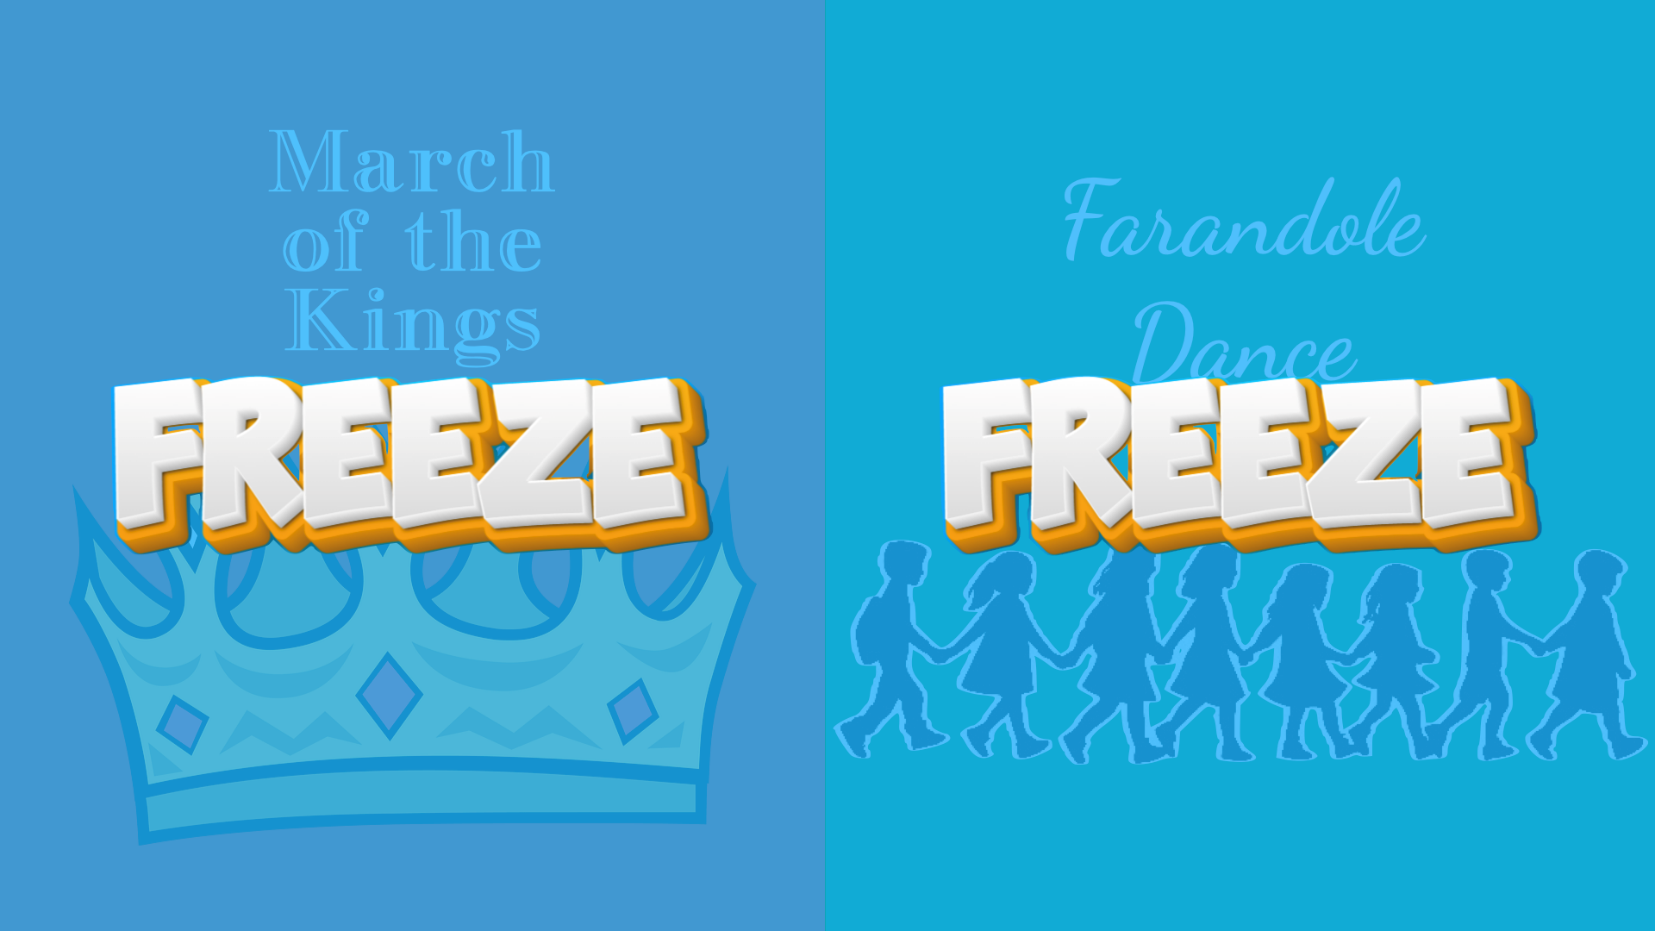 March
of the
Kings
FREEZE
Farandole
Dance
FREEZE